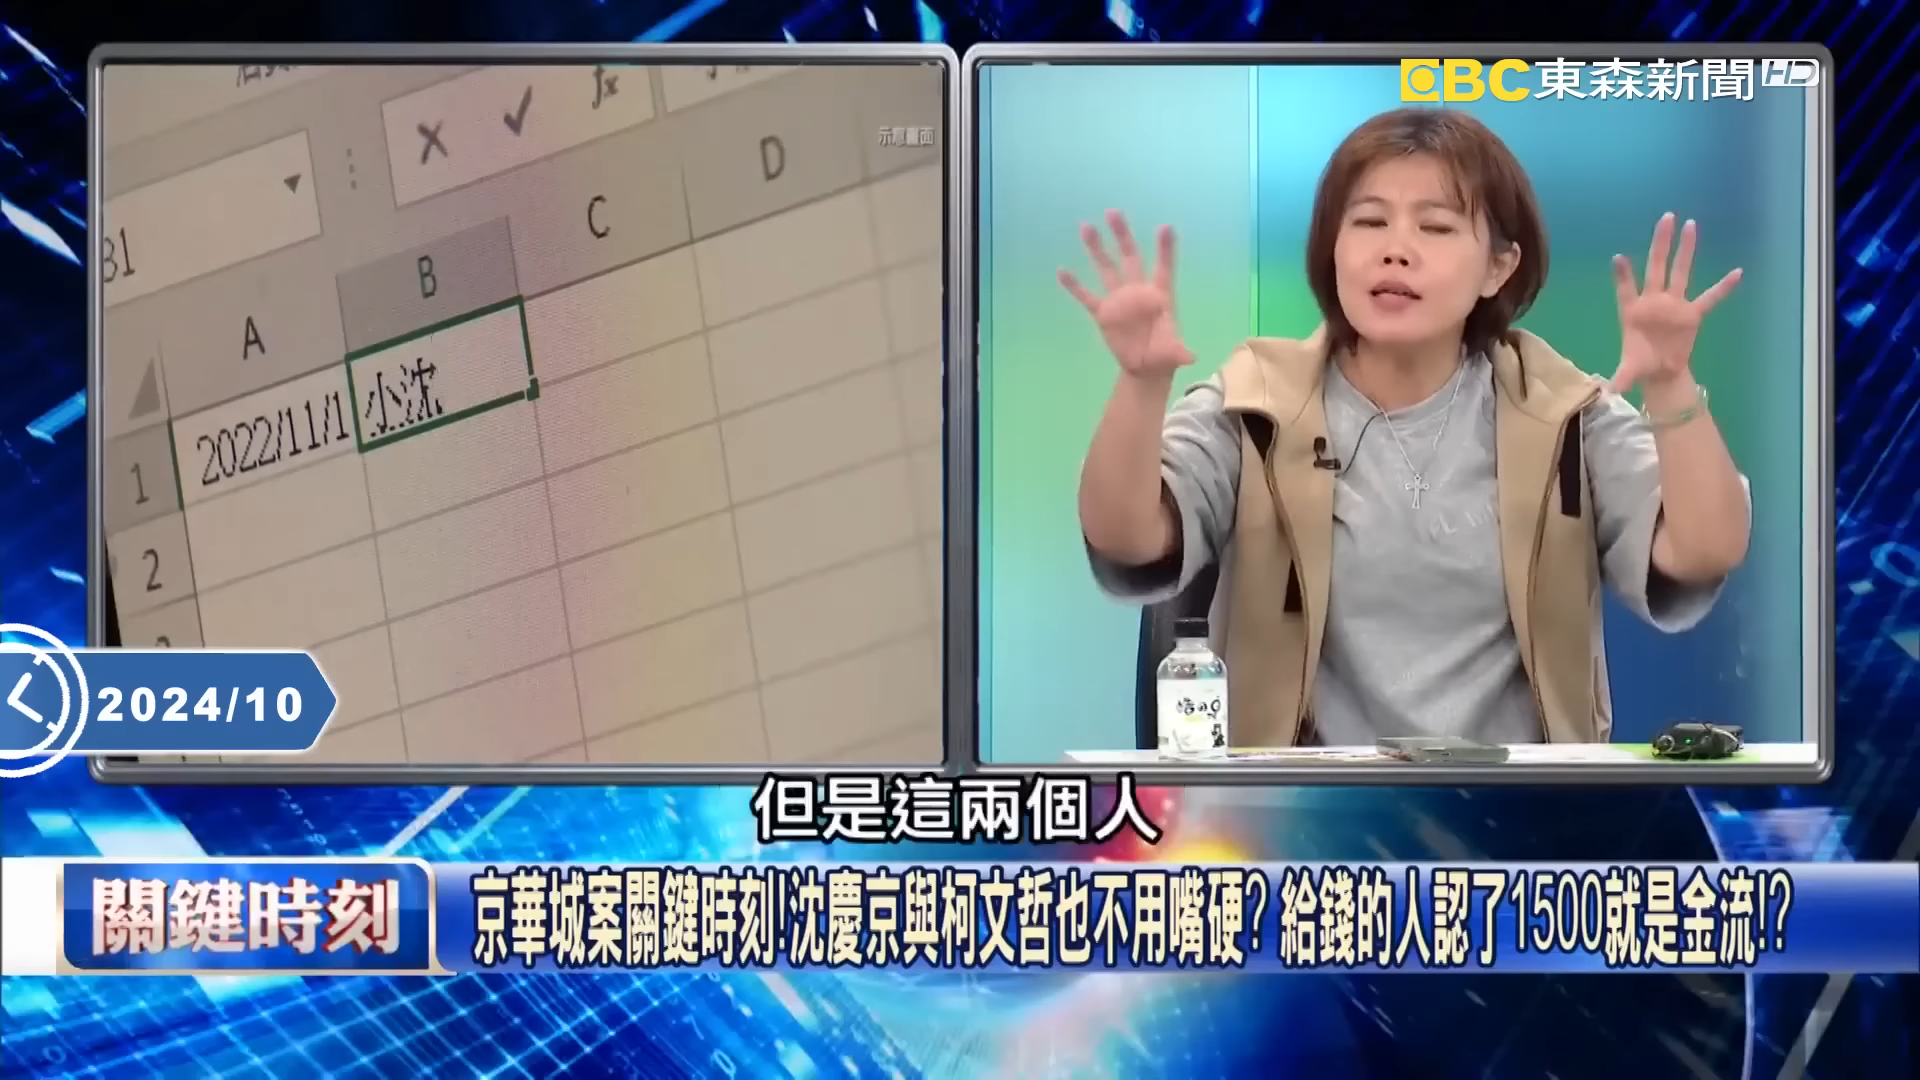 EBC東森新聞HD
示意畫面
fx
B1
A
B
C
D
1
2022/11/1
小沈
2
2024/10
但是這兩個人
關鍵時刻
京華城案關鍵時刻!沈慶京與柯文哲也不用嘴硬? 給錢的人認了1500就是金流!?